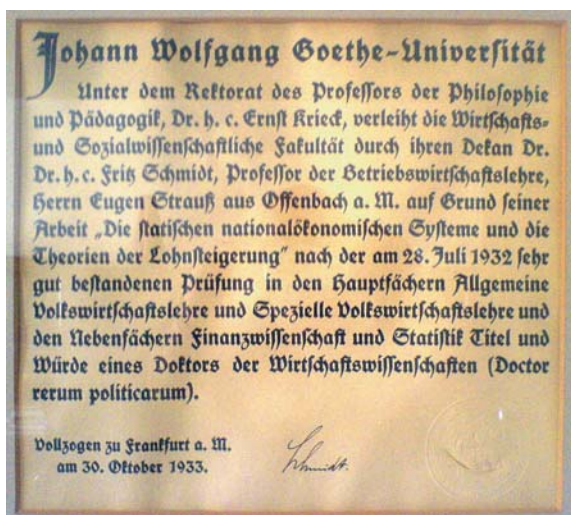 Johann Wolfgang Goethe-Universität
Unter dem Rektorat des Professors der Philosophie
und Pädagogik, Dr. h. c. Ernst Krieck, verleiht die Wirtschafts-
und Sozialwissenschaftliche Fakultät durch ihren Dekan Dr.
Dr. h. c. Fritz Schmidt, Professor der Betriebswirtschaftslehre,
Herrn Eugen Strauß aus Offenbach a. M. auf Grund seiner
Arbeit „Die statischen nationalökonomischen Systeme und die
Theorien der Lohnsteigerung“ nach der am 28. Juli 1932 sehr
gut bestandenen Prüfung in den Hauptfächern Allgemeine
Volkswirtschaftslehre und Spezielle Volkswirtschaftslehre und
den Nebenfächern Finanzwissenschaft und Statistik Titel und
Würde eines Doktors der Wirtschaftswissenschaften (Doctor
rerum politicarum).
Vollzogen zu Frankfurt a. M.
am 30. Oktober 1933.
Schmidt.